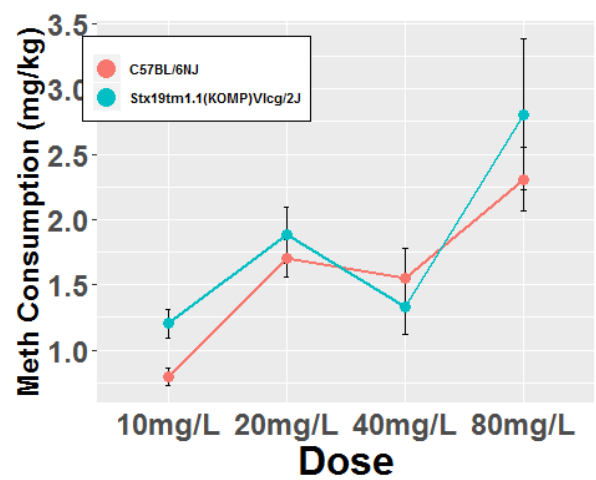 Meth Consumption (mg/kg)
3.5
3.0
2.5
2.0
1.5
1.0
C57BL/6NJ
Stx19tm1.1(KOMP)Vlcg/2J
10mg/L 20mg/L 40mg/L 80mg/L
Dose